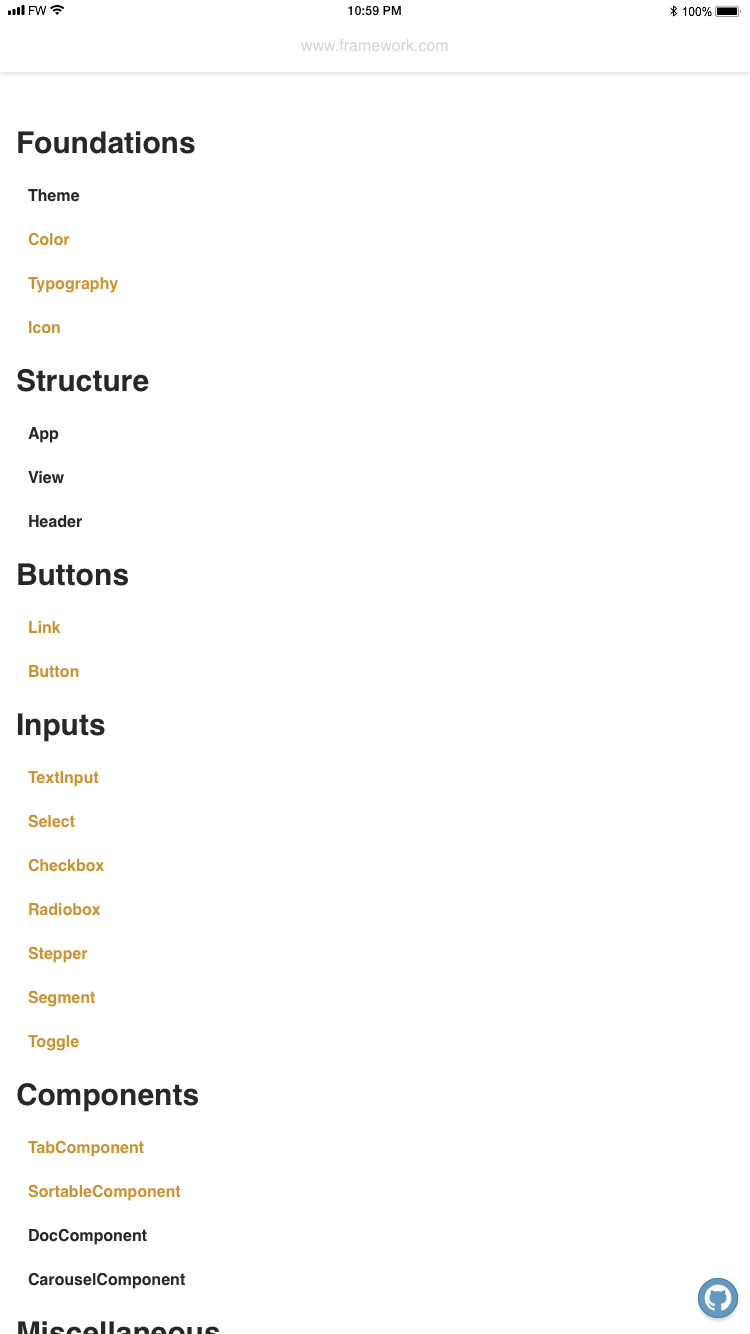 FW 10:59 PM 100%
www.framework.com
Foundations
Theme
Color
Typography
Icon
Structure
App
View
Header
Buttons
Link
Button
Inputs
TextInput
Select
Checkbox
Radiobox
Stepper
Segment
Toggle
Components
TabComponent
SortableComponent
DocComponent
CarouselComponent
Miscellaneous